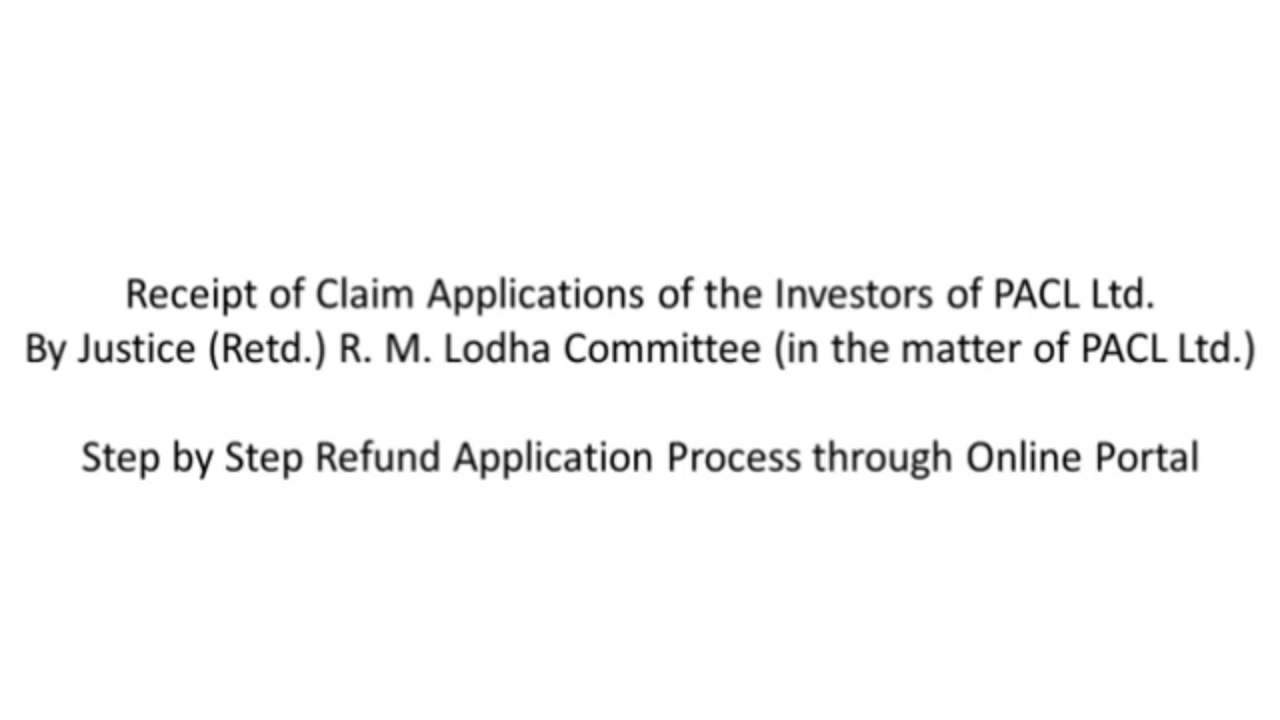 Receipt of Claim Applications of the Investors of PACL Ltd.
By Justice (Retd.) R. M. Lodha Committee (in the matter of PACL Ltd.)
Step by Step Refund Application Process through Online Portal